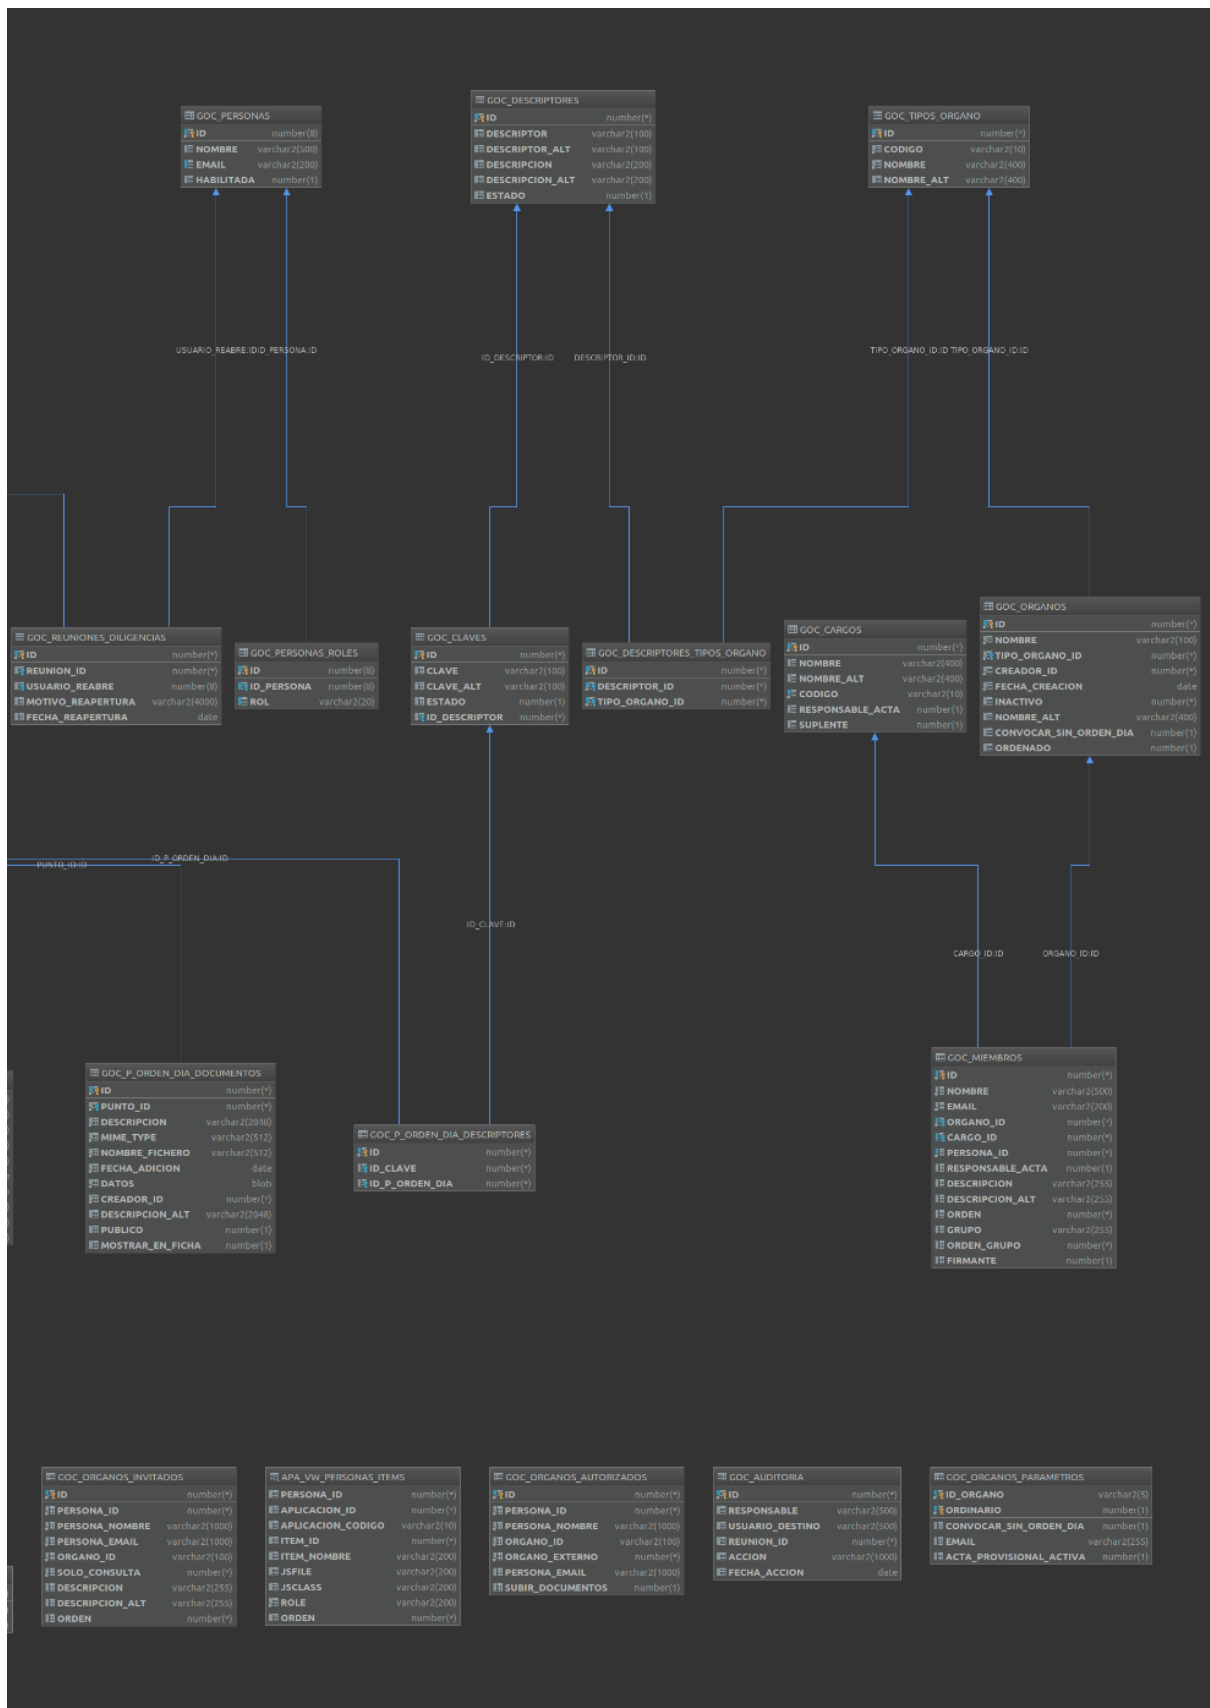 GOC_PERSONAS
ID number(8)
NOMBRE varchar2(500)
EMAIL varchar2(200)
HABILITADA number(1)
GOC_DESCRIPTORES
ID number(*)
DESCRIPTOR varchar2(100)
DESCRIPTOR_ALT varchar2(100)
DESCRIPCION varchar2(200)
DESCRIPCION_ALT varchar2(200)
ESTADO number(1)
GOC_TIPOS_ORGANO
ID number(*)
CODIGO varchar2(10)
NOMBRE varchar2(400)
NOMBRE_ALT varchar2(400)
USUARIO_REABRE:ID
ID_PERSONA:ID
ID_DESCRIPTOR:ID
DESCRIPTOR_ID:ID
TIPO_ORGANO_ID:ID
TIPO_ORGANO_ID:ID
GOC_REUNIONES_DILIGENCIAS
ID number(*)
REUNION_ID number(*)
USUARIO_REABRE number(8)
MOTIVO_REAPERTURA varchar2(4000)
FECHA_REAPERTURA date
GOC_PERSONAS_ROLES
ID number(8)
ID_PERSONA number(8)
ROL varchar2(20)
GOC_CLAVES
ID number(*)
CLAVE varchar2(100)
CLAVE_ALT varchar2(100)
ESTADO number(1)
ID_DESCRIPTOR number(*)
GOC_DESCRIPTORES_TIPOS_ORGANO
ID number(*)
DESCRIPTOR_ID number(*)
TIPO_ORGANO_ID number(*)
GOC_CARGOS
ID number(*)
NOMBRE varchar2(400)
NOMBRE_ALT varchar2(400)
CODIGO varchar2(10)
RESPONSABLE_ACTA number(1)
SUPLENTE number(1)
GOC_ORGANOS
ID number(*)
NOMBRE varchar2(100)
TIPO_ORGANO_ID number(*)
CREADOR_ID number(*)
FECHA_CREACION date
INACTIVO number(*)
NOMBRE_ALT varchar2(400)
CONVOCAR_SIN_ORDEN_DIA number(1)
ORDENADO number(1)
ID_P_ORDEN_DIA:ID
PUNTO_ID:ID
ID_CLAVE:ID
CARGO_ID:ID
ORGANO_ID:ID
GOC_P_ORDEN_DIA_DOCUMENTOS
ID number(*)
PUNTO_ID number(*)
DESCRIPCION varchar2(2048)
MIME_TYPE varchar2(512)
NOMBRE_FICHERO varchar2(512)
FECHA_ADICION date
DATOS blob
CREADOR_ID number(*)
DESCRIPCION_ALT varchar2(2048)
PUBLICO number(1)
MOSTRAR_EN_FICHA number(1)
GOC_P_ORDEN_DIA_DESCRIPTORES
ID number(*)
ID_CLAVE number(*)
ID_P_ORDEN_DIA number(*)
GOC_MIEMBROS
ID number(*)
NOMBRE varchar2(500)
EMAIL varchar2(200)
ORGANO_ID number(*)
CARGO_ID number(*)
PERSONA_ID number(*)
RESPONSABLE_ACTA number(1)
DESCRIPCION varchar2(255)
DESCRIPCION_ALT varchar2(255)
ORDEN number(*)
GRUPO varchar2(255)
ORDEN_GRUPO number(*)
FIRMANTE number(1)
GOC_ORGANOS_INVITADOS
ID number(*)
PERSONA_ID number(*)
PERSONA_NOMBRE varchar2(1000)
PERSONA_EMAIL varchar2(1000)
ORGANO_ID varchar2(100)
SOLO_CONSULTA number(*)
DESCRIPCION varchar2(255)
DESCRIPCION_ALT varchar2(255)
ORDEN number(*)
APA_VW_PERSONAS_ITEMS
PERSONA_ID number(*)
APLICACION_ID number(*)
APLICACION_CODIGO varchar2(10)
ITEM_ID number(*)
ITEM_NOMBRE varchar2(200)
JSFILE varchar2(200)
JSCLASS varchar2(200)
ROLE varchar2(200)
ORDEN number(*)
GOC_ORGANOS_AUTORIZADOS
ID number(*)
PERSONA_ID number(*)
PERSONA_NOMBRE varchar2(1000)
ORGANO_ID varchar2(100)
ORGANO_EXTERNO number(*)
PERSONA_EMAIL varchar2(1000)
SUBIR_DOCUMENTOS number(1)
GOC_AUDITORIA
ID number(*)
RESPONSABLE varchar2(500)
USUARIO_DESTINO varchar2(500)
REUNION_ID number(*)
ACCION varchar2(1000)
FECHA_ACCION date
GOC_ORGANOS_PARAMETROS
ID_ORGANO varchar2(5)
ORDINARIO number(1)
CONVOCAR_SIN_ORDEN_DIA number(1)
EMAIL varchar2(255)
ACTA_PROVISIONAL_ACTIVA number(1)